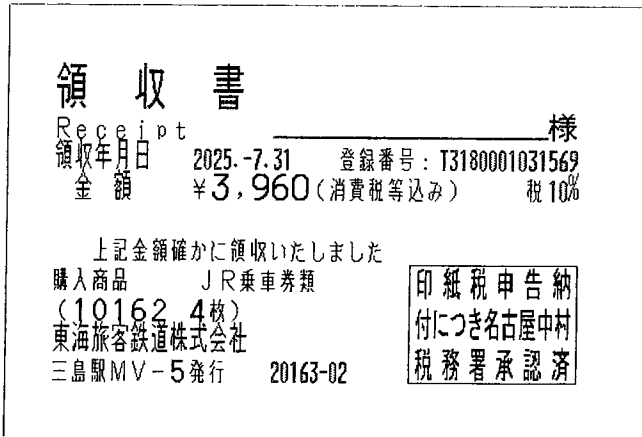 領収書
Receipt 様
領収年月日 2025.-7.31 登録番号：T3180001031569
金額 ¥3,960(消費税等込み) 税10%
上記金額確かに領収いたしました
購入商品 JR乗車券類
(10162 4枚)
東海旅客鉄道株式会社
三島駅MV-5発行 20163-02
印紙税申告納
付につき名古屋中村
税務署承認済